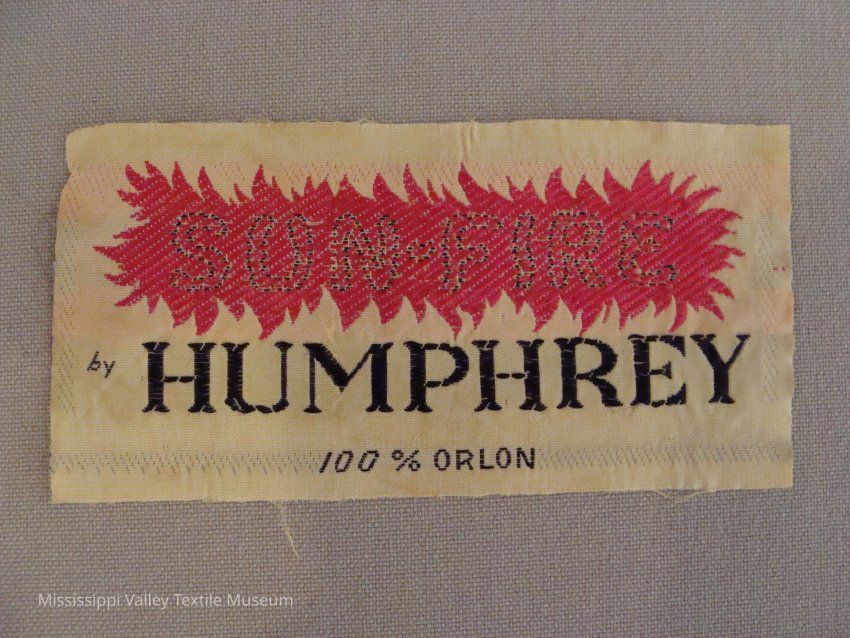 SUN·FIRE
by HUMPHREY
100% ORLON
Mississippi Valley Textile Museum